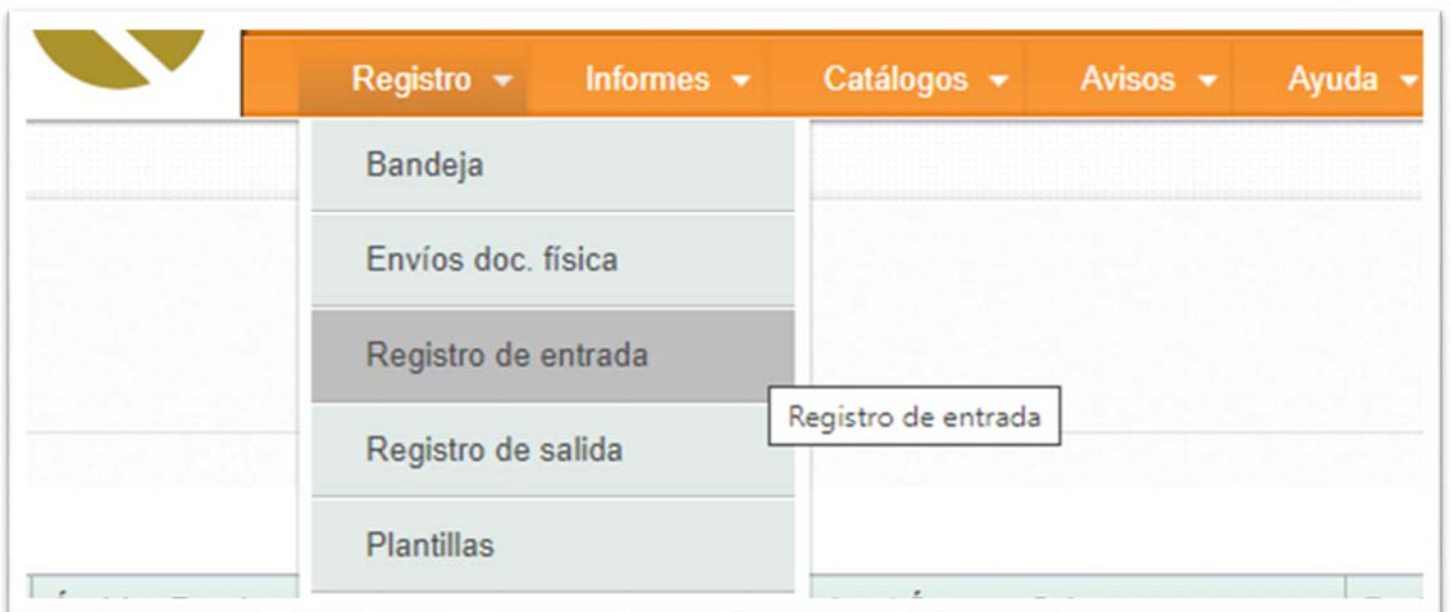 Registro Informes Catálogos Avisos Ayuda
Bandeja
Envíos doc. física
Registro de entrada
Registro de entrada
Registro de salida
Plantillas